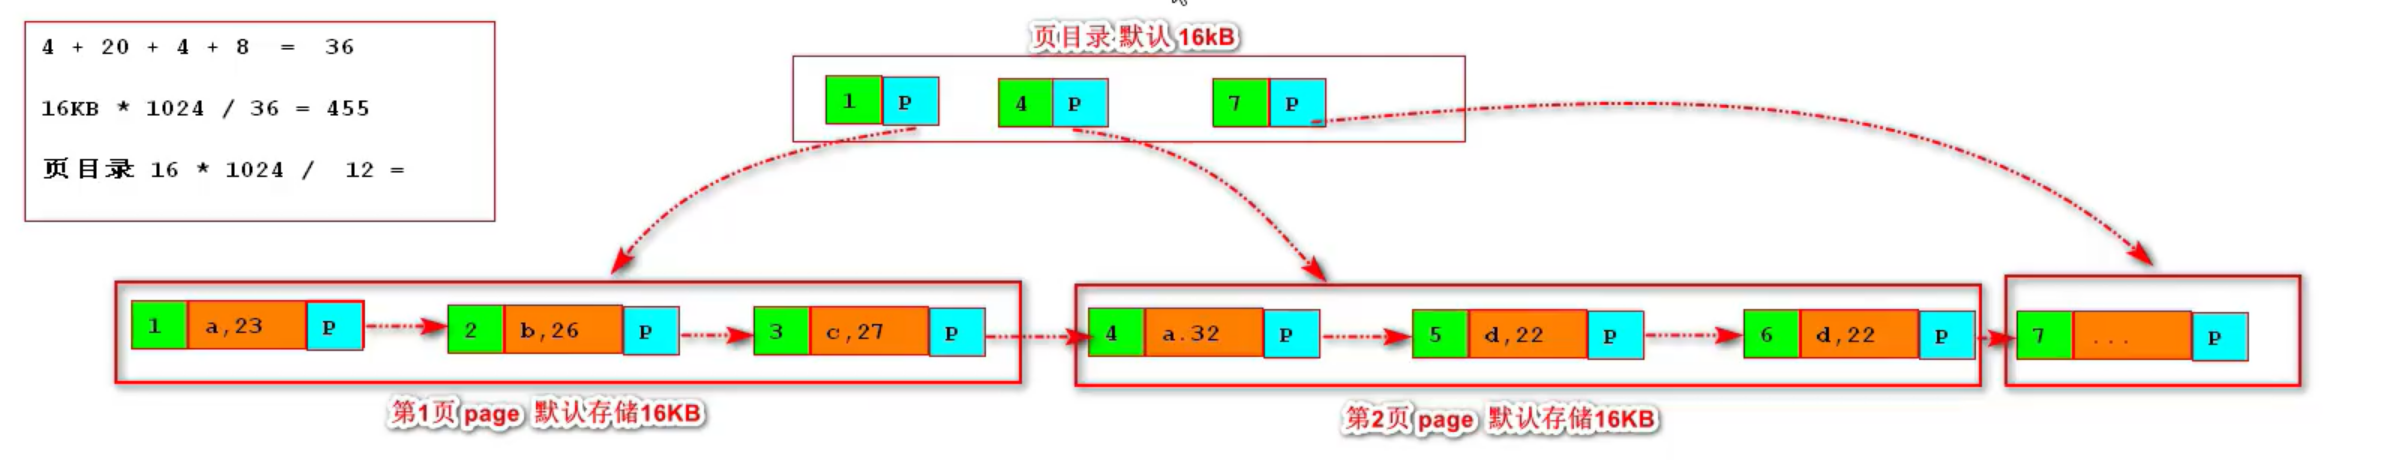 4 + 20 + 4 + 8 = 36
16KB * 1024 / 36 = 455
页目录 16 * 1024 / 12 =
页目录 默认 16kB
1 P 4 P 7 P
1 a,23 P 2 b,26 P 3 c,27 P 4 a.32 P 5 d,22 P 6 d,22 P 7 ... P
第1页 page 默认存储16KB
第2页 page 默认存储16KB